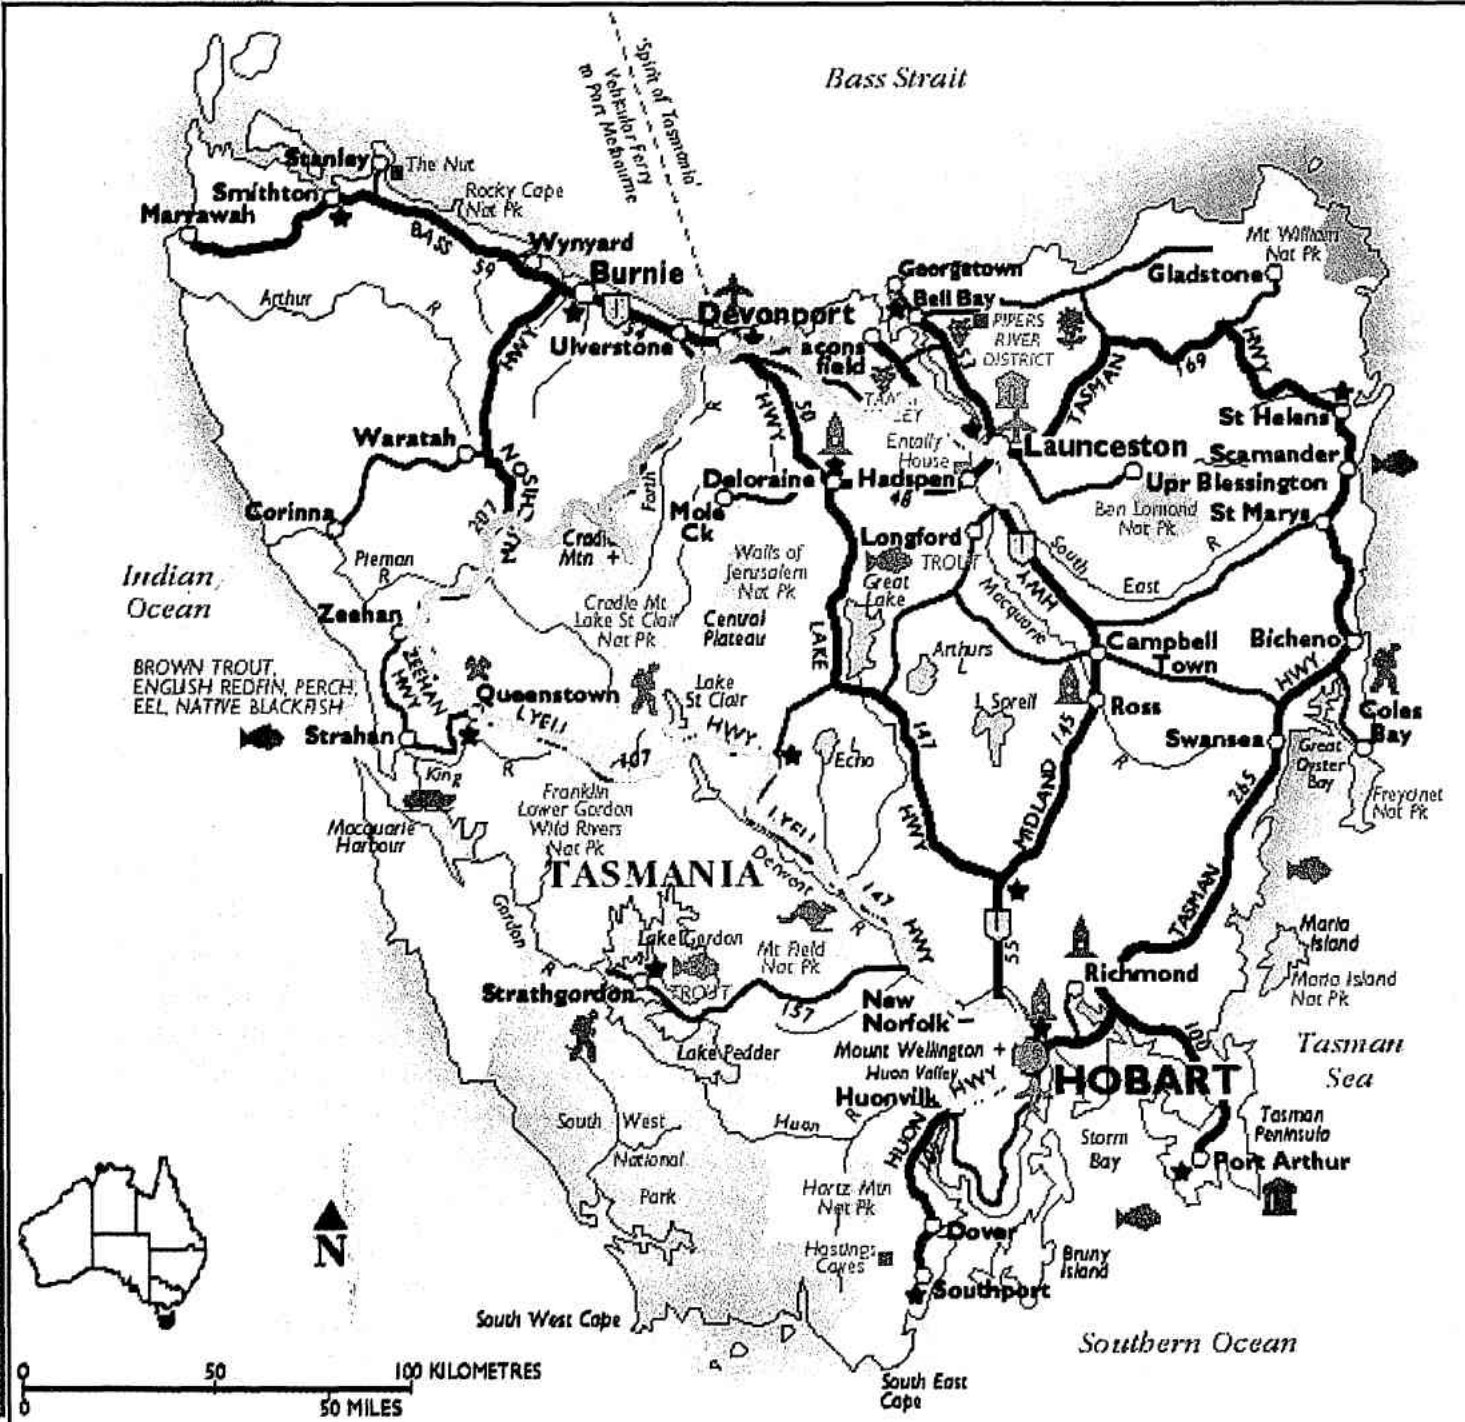 Bass Strait
'Spirit of Tasmania'
Vehicular Ferry
to Port Melbourne
Stanley
The Nut
Smithton
Rocky Cape
Nat Pk
Marrawah
BASS
59
Wynyard
Burnie
Arthur
R
HWY
Ulverstone
Devonport
Georgetown
Bell Bay
Gladstone
Mt William
Nat Pk
PIPERS
RIVER
DISTRICT
acons
field
53
TASMAN
169
HWY
St Helens
HWY
50
Entally
House
Launceston
Scamander
Upr Blessington
Waratah
Deloraine
Hadspen
48
Mole
Ck
Forth
R
Ben Lomond
Nat Pk
St Marys
Corinna
207
Cradle
Mtn +
Longford
TROUT
South
East
R
Pieman
R
Walls of
Jerusalem
Nat Pk
Great
Lake
Macquarie
Indian
Ocean
Zeehan
Cradle Mt
Lake St Clair
Nat Pk
Central
Plateau
LAKE
Campbell
Town
Bicheno
Arthurs
L
HWY
BROWN TROUT,
ENGLISH REDFIN, PERCH,
EEL, NATIVE BLACKFISH
ZEEHAN
HWY
Queenstown
Lake
St Clair
L Sorell
Ross
Coles
Bay
Strahan
LYELL
HWY
107
147
145
Swansea
Great
Oyster
Bay
L
Echo
King
R
R
Franklin
Lower Gordon
Wild Rivers
Nat Pk
Freycinet
Nat Pk
265
Macquarie
Harbour
LYELL
HWY
MIDLAND
TASMANIA
Derwent
147
TASMAN
Gordon
R
HWY
R
Lake Gordon
Mt Field
Nat Pk
55
Maria
Island
Richmond
Maria Island
Nat Pk
Strathgordon
TROUT
157
New
Norfolk
Lake Pedder
Mount Wellington +
Tasman
Sea
Huon Valley
HWY
HOBART
Huonvill
South West
National
Park
Huon
R
HUON
Storm
Bay
Tasman
Peninsula
Port Arthur
Hartz Mtn
Nat Pk
Dover
Hastings
Caves
Bruny
Island
Southport
N
South West Cape
Southern Ocean
South East
Cape
0 50 100 KILOMETRES
0 50 MILES